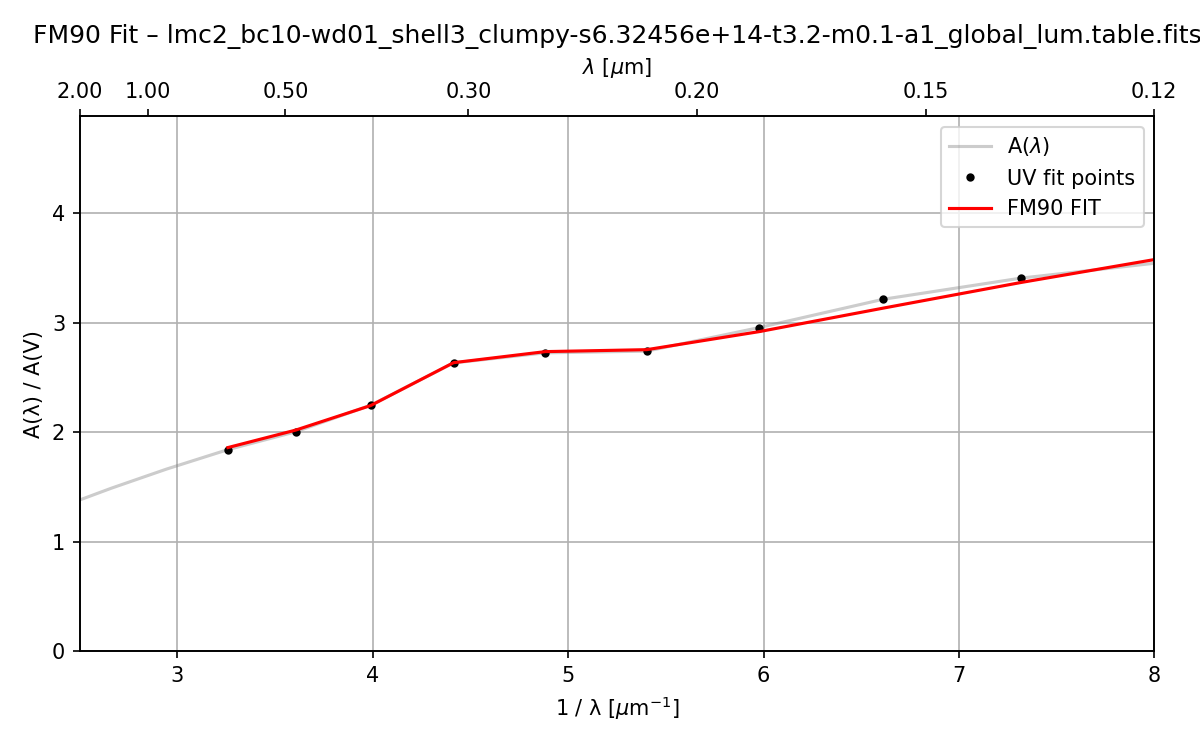 FM90 Fit – lmc2_bc10-wd01_shell3_clumpy-s6.32456e+14-t3.2-m0.1-a1_global_lum.table.fits
λ [μm]
2.00 1.00 0.50 0.30 0.20 0.15 0.12
A(λ)
UV fit points
FM90 FIT
A(λ) / A(V)
4
3
2
1
0
3 4 5 6 7 8
1 / λ [μm⁻¹]